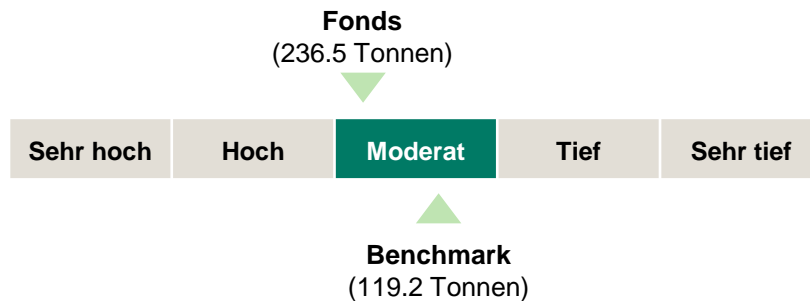 Fonds
(236.5 Tonnen)
Sehr hoch Hoch Moderat Tief Sehr tief
Benchmark
(119.2 Tonnen)